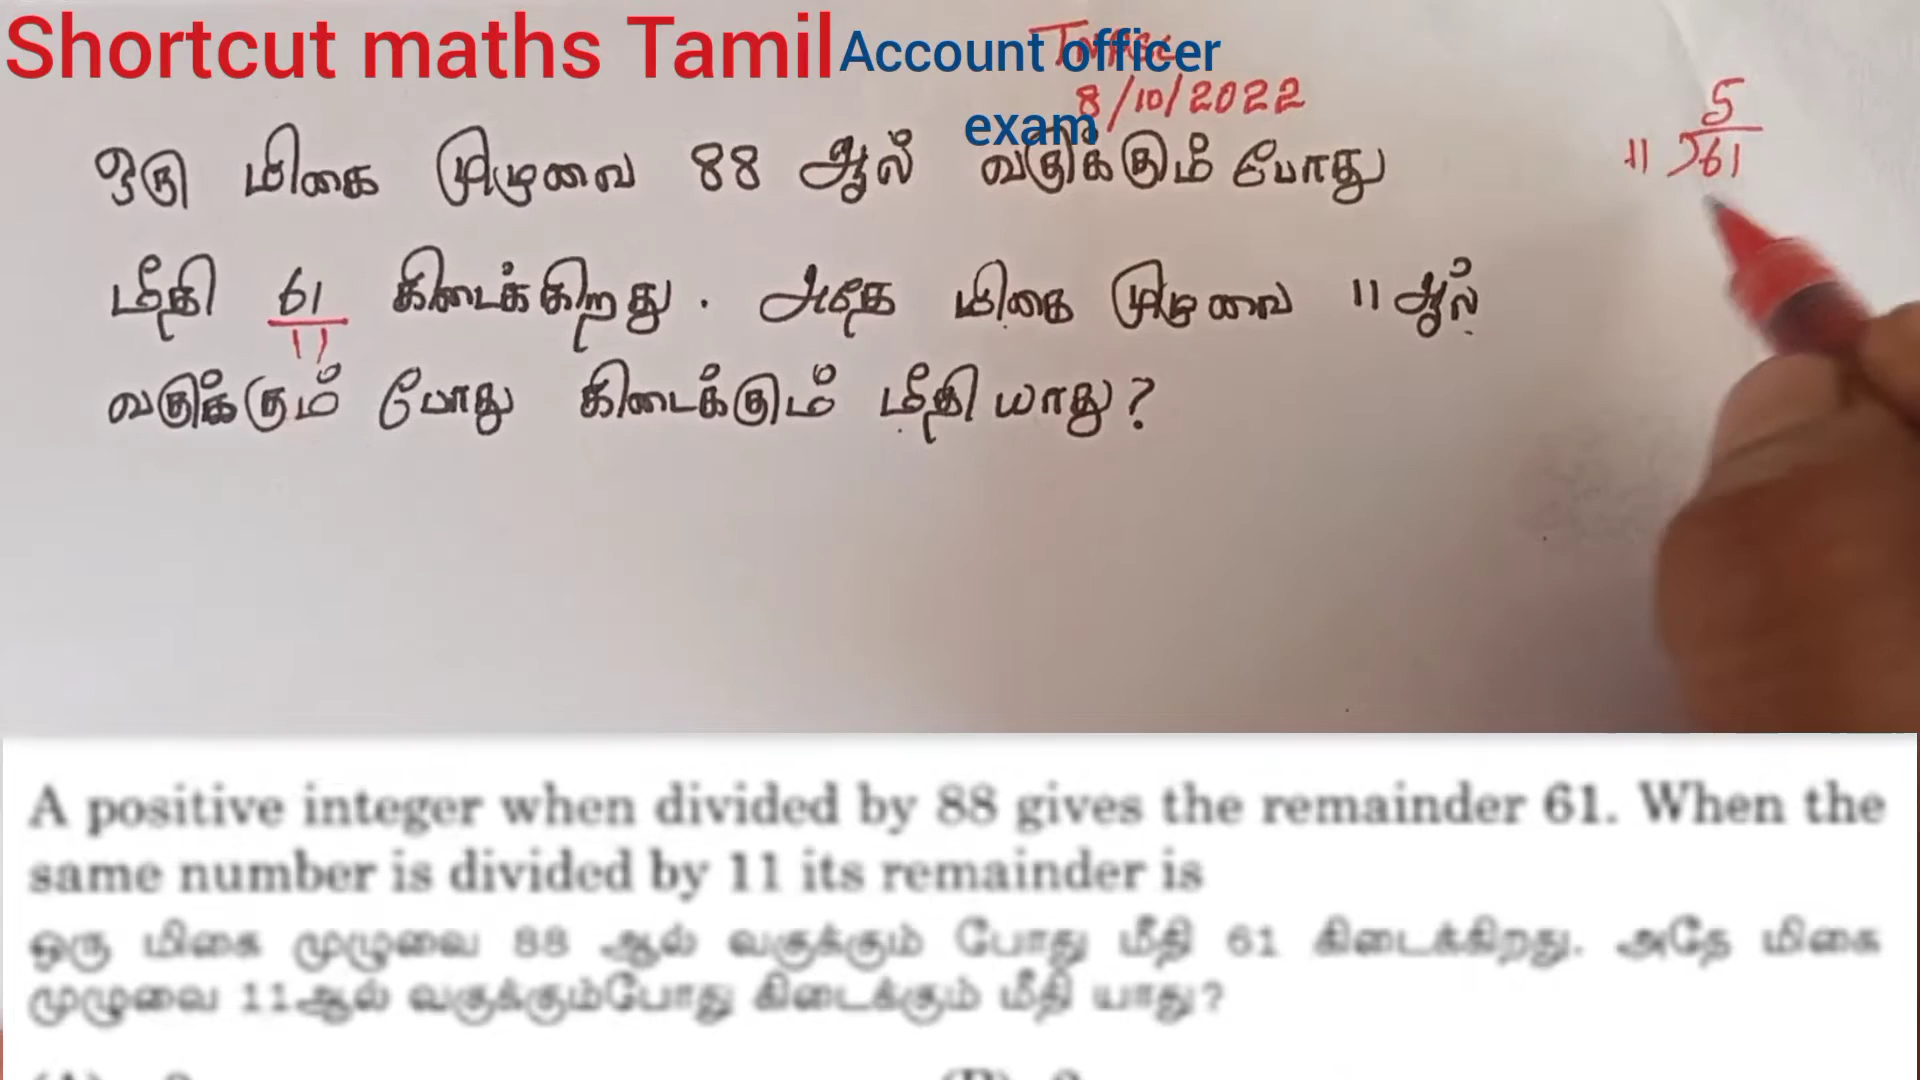 Shortcut maths Tamil Account officer
exam
8/10/2022
ஒரு மிகை முழுவை 88 ஆல் வகுக்கும் போது
மீதி 61 கிடைக்கிறது. அதே மிகை முழுவை 11 ஆல்
11
வகுக்கும் போது கிடைக்கும் மீதி யாது?
5
11 61
A positive integer when divided by 88 gives the remainder 61. When the
same number is divided by 11 its remainder is
ஒரு மிகை முழுவை 88 ஆல் வகுக்கும் போது மீதி 61 கிடைக்கிறது. அதே மிகை
முழுவை 11ஆல் வகுக்கும்போது கிடைக்கும் மீதி யாது?